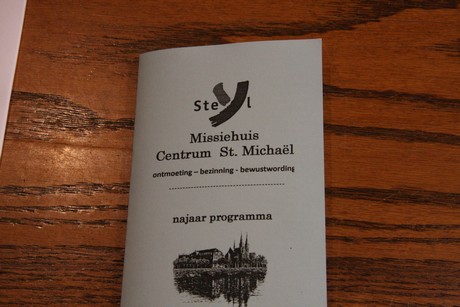 Steyl
Missiehuis
Centrum St. Michaël
ontmoeting – bezinning - bewustwording
najaar programma